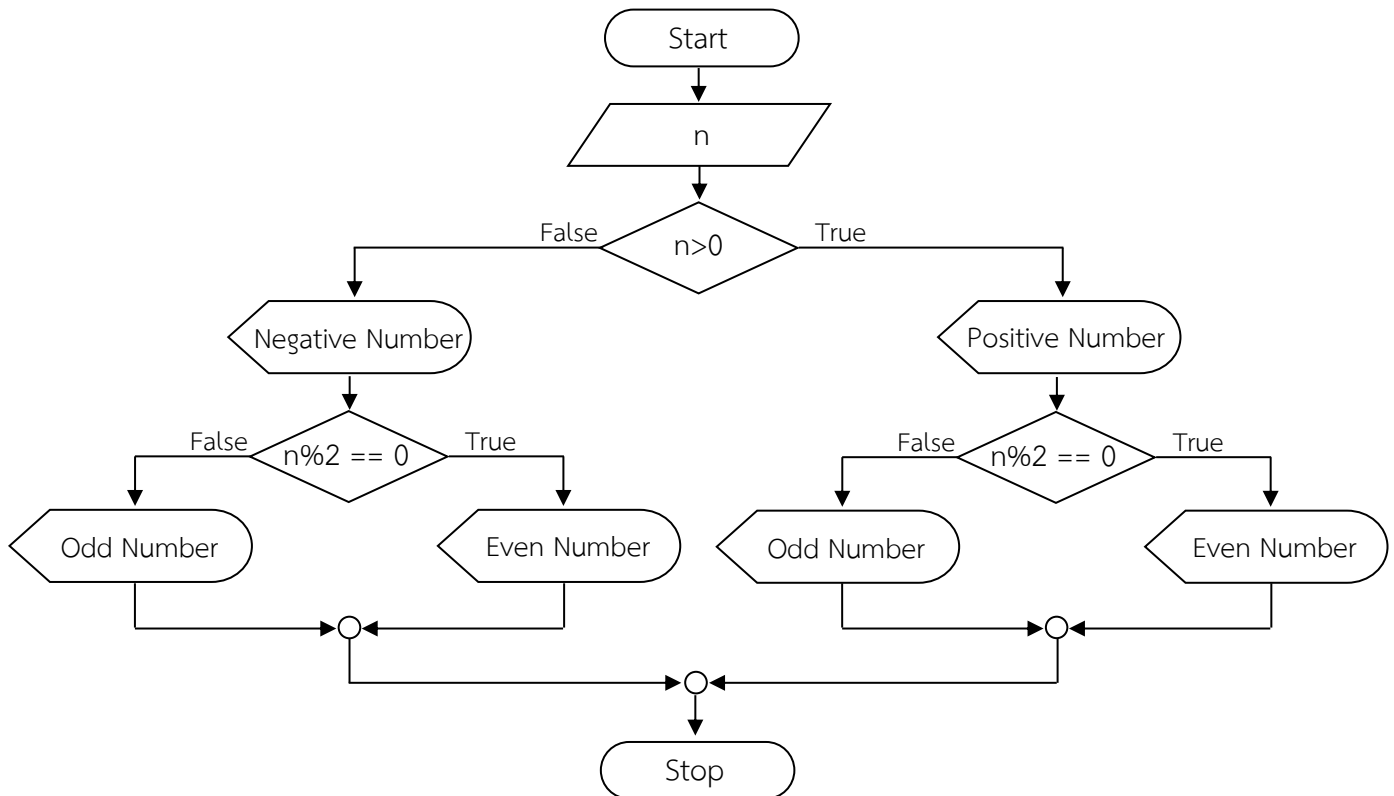 Start
n
False
n>0
True
Negative Number
Positive Number
False
n%2 == 0
True
False
n%2 == 0
True
Odd Number
Even Number
Odd Number
Even Number
Stop